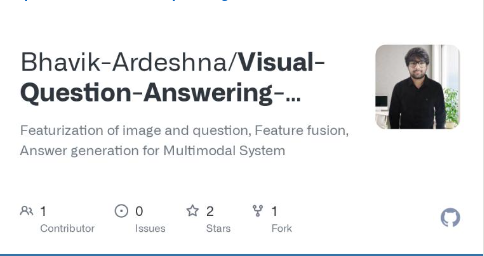 Bhavik-Ardeshna/Visual-
Question-Answering-...
Featurization of image and question, Feature fusion,
Answer generation for Multimodal System
1 0 2 1
Contributor Issues Stars Fork